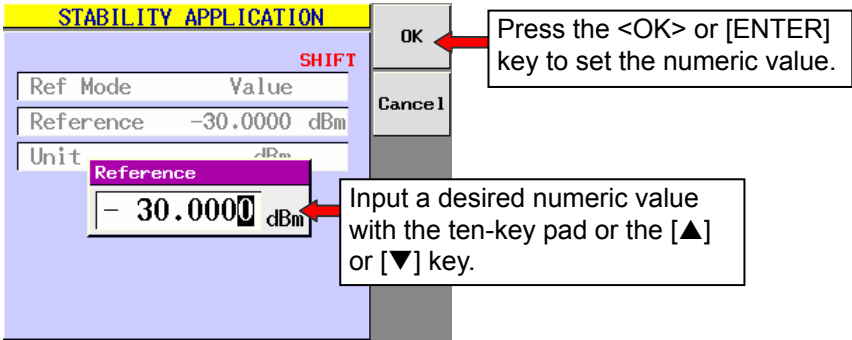 STABILITY APPLICATION
SHIFT
Ref Mode Value
Reference -30.0000 dBm
Unit dBm
Reference
- 30.0000 dBm
OK
Cancel
Press the <OK> or [ENTER]
key to set the numeric value.
Input a desired numeric value
with the ten-key pad or the [▲]
or [▼] key.